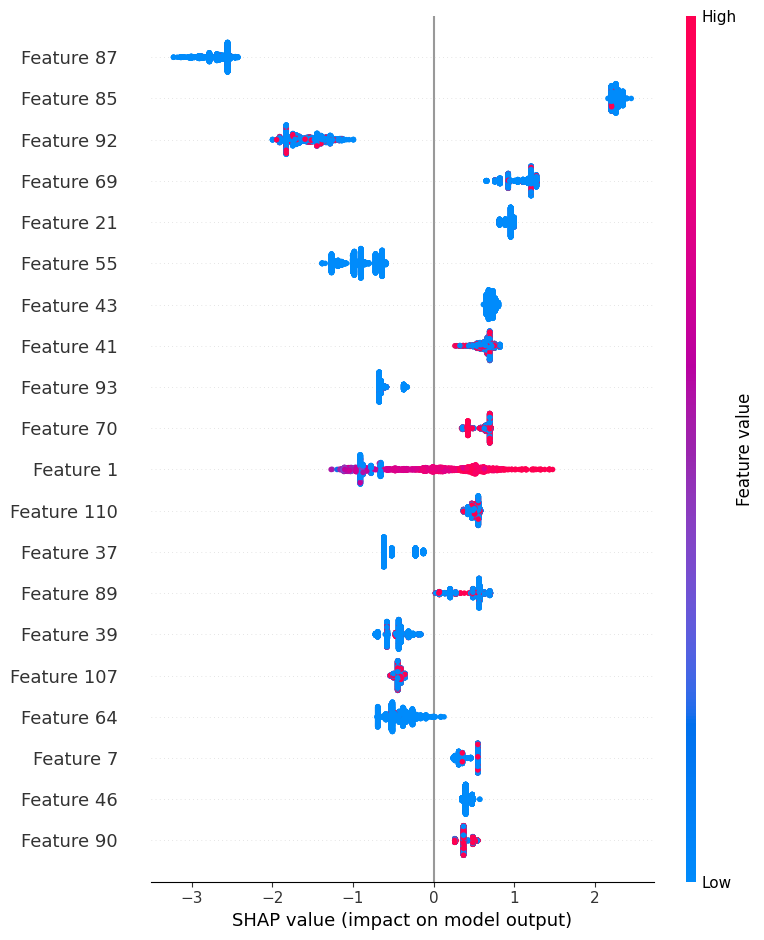 High
Feature 87
Feature 85
Feature 92
Feature 69
Feature 21
Feature 55
Feature 43
Feature 41
Feature 93
Feature 70
Feature 1
Feature 110
Feature 37
Feature 89
Feature 39
Feature 107
Feature 64
Feature 7
Feature 46
Feature 90
Feature value
Low
−3 −2 −1 0 1 2
SHAP value (impact on model output)